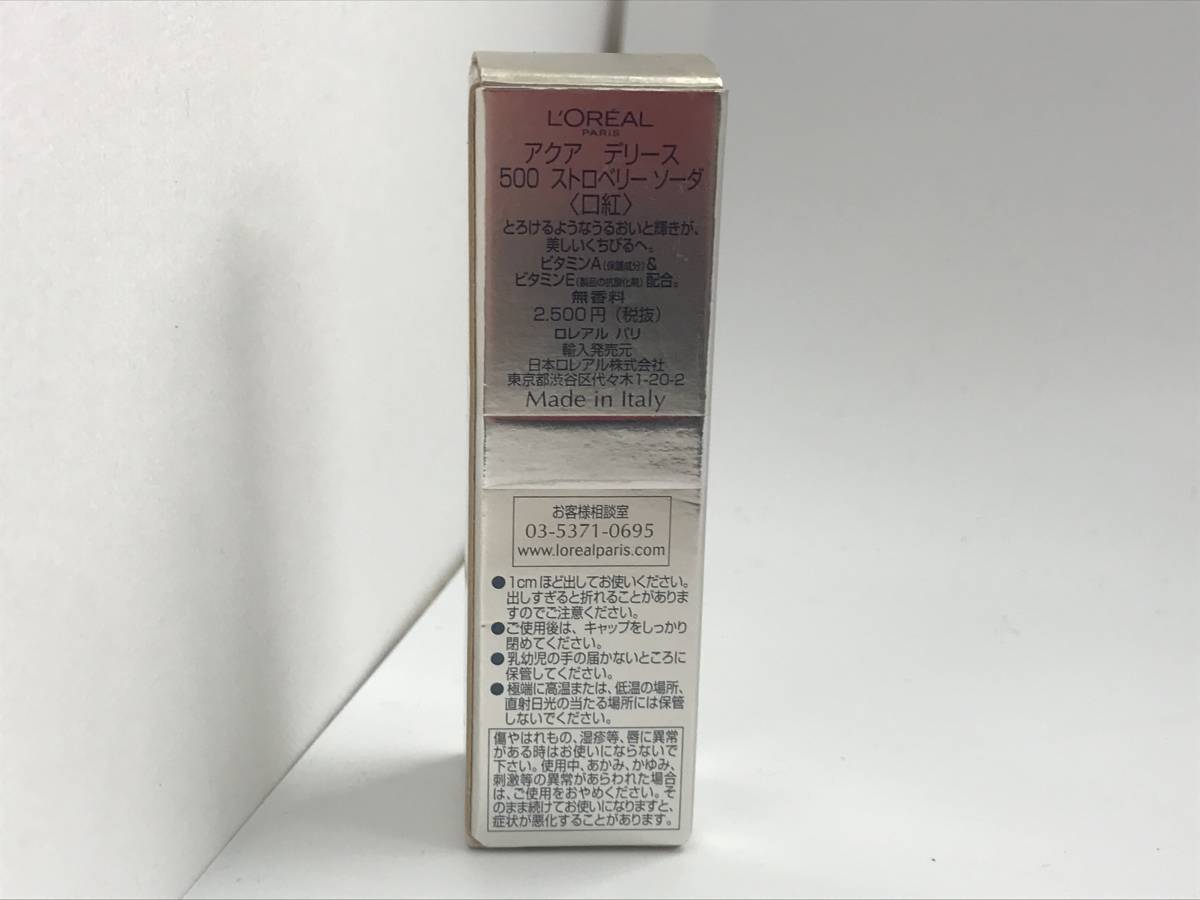 L'ORÉAL
PARIS
アクア デリース
500 ストロベリー ソーダ
〈口紅〉
とろけるようなうるおいと輝きが、
美しいくちびるへ。
ビタミンA(保護成分)&
ビタミンE(製品の抗酸化剤)配合。
無香料
2.500円(税抜)
ロレアル パリ
輸入発売元
日本ロレアル株式会社
東京都渋谷区代々木1-20-2
Made in Italy
お客様相談室
03-5371-0695
www.lorealparis.com
●1cmほど出してお使いください。
出しすぎると折れることがありま
すのでご注意ください。
●ご使用後は、キャップをしっかり
閉めてください。
●乳幼児の手の届かないところに
保管してください。
●極端に高温または、低温の場所、
直射日光の当たる場所には保管
しないでください。
傷やはれもの、湿疹等、唇に異常
がある時はお使いにならないで
下さい。使用中、あかみ、かゆみ、
刺激等の異常があらわれた場合
は、ご使用をおやめください。そ
のまま続けてお使いになりますと、
症状が悪化することがあります。